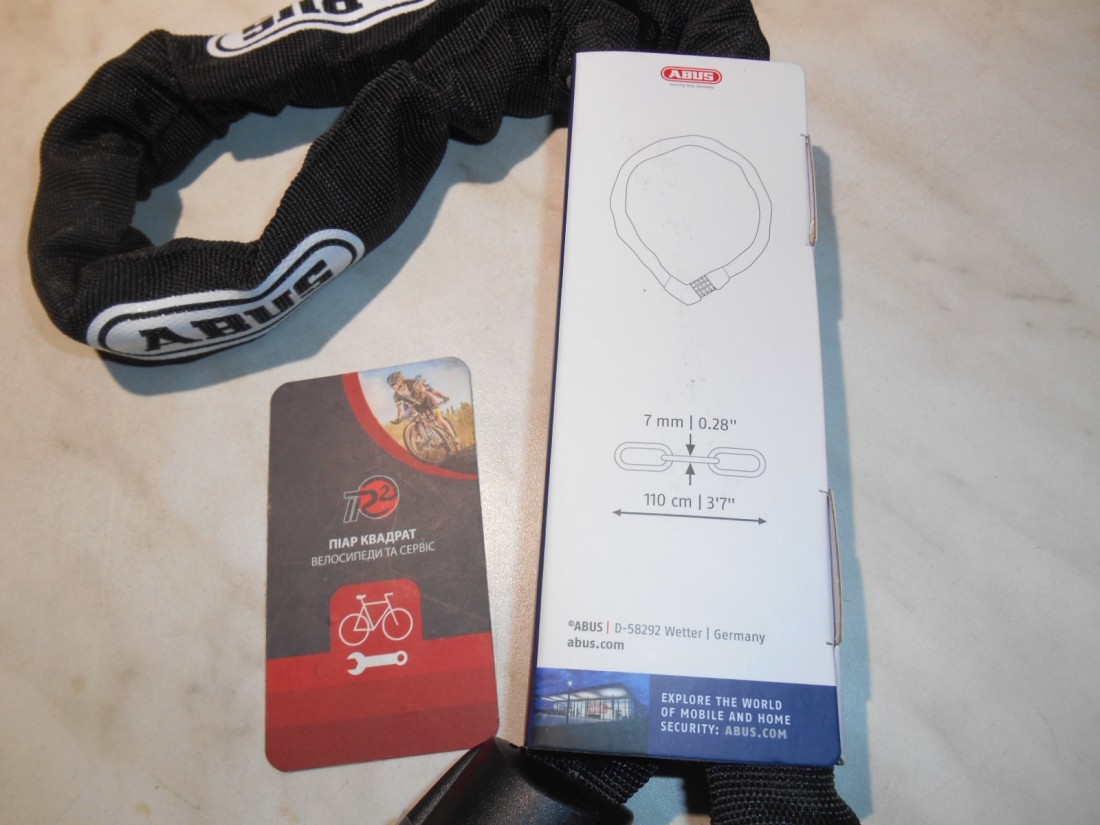 ABUS
ABUS
7 mm | 0.28"
110 cm | 3'7"
©ABUS | D-58292 Wetter | Germany
abus.com
EXPLORE THE WORLD
OF MOBILE AND HOME
SECURITY: ABUS.COM
ПІАР КВАДРАТ
ВЕЛОСИПЕДИ ТА СЕРВІС